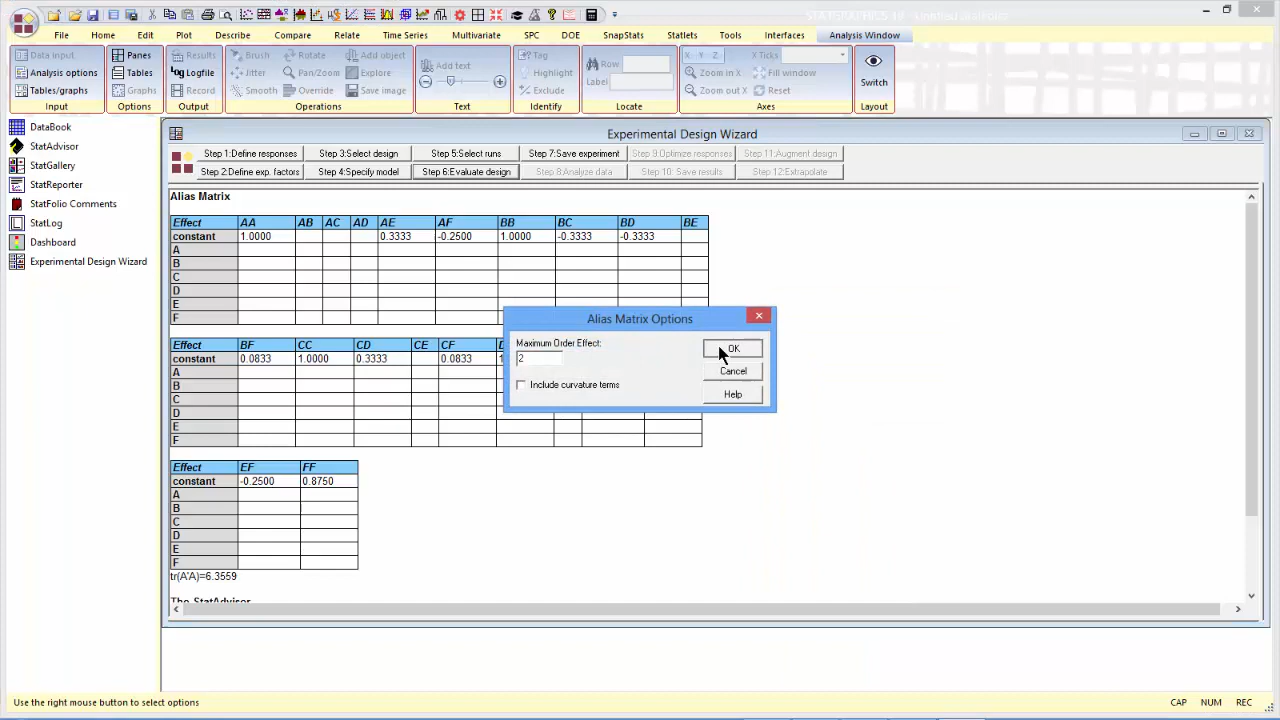 File Home Edit Plot Describe Compare Relate Time Series Multivariate SPC DOE SnapStats Statlets Tools Interfaces Analysis Window
Data input Panes Results Brush Rotate Add object Add text Tag Row X Y Z X Ticks
Analysis options Tables Logfile Jitter Pan/Zoom Explore Highlight Label Zoom in X Fill window Switch
Tables/graphs Graphs Record Smooth Override Save image Exclude Zoom out X Reset
Input Options Output Operations Text Identify Locate Axes Layout
DataBook
StatAdvisor
StatGallery
StatReporter
StatFolio Comments
StatLog
Dashboard
Experimental Design Wizard
Experimental Design Wizard
Step 1:Define responses Step 3:Select design Step 5:Select runs Step 7:Save experiment Step 9:Optimize responses Step 11:Augment design
Step 2:Define exp. factors Step 4:Specify model Step 6:Evaluate design Step 8:Analyze data Step 10: Save results Step 12:Extrapolate
Alias Matrix
Effect AA AB AC AD AE AF BB BC BD BE
constant 1.0000 0.3333 -0.2500 1.0000 -0.3333 -0.3333
A
B
C
D
E
F
Effect BF CC CD CE CF
constant 0.0833 1.0000 0.3333 0.0833
A
B
C
D
E
F
Effect EF FF
constant -0.2500 0.8750
A
B
C
D
E
F
tr(A'A)=6.3559
The StatAdvisor
Alias Matrix Options
Maximum Order Effect:
2
Include curvature terms
OK
Cancel
Help
Use the right mouse button to select options CAP NUM REC